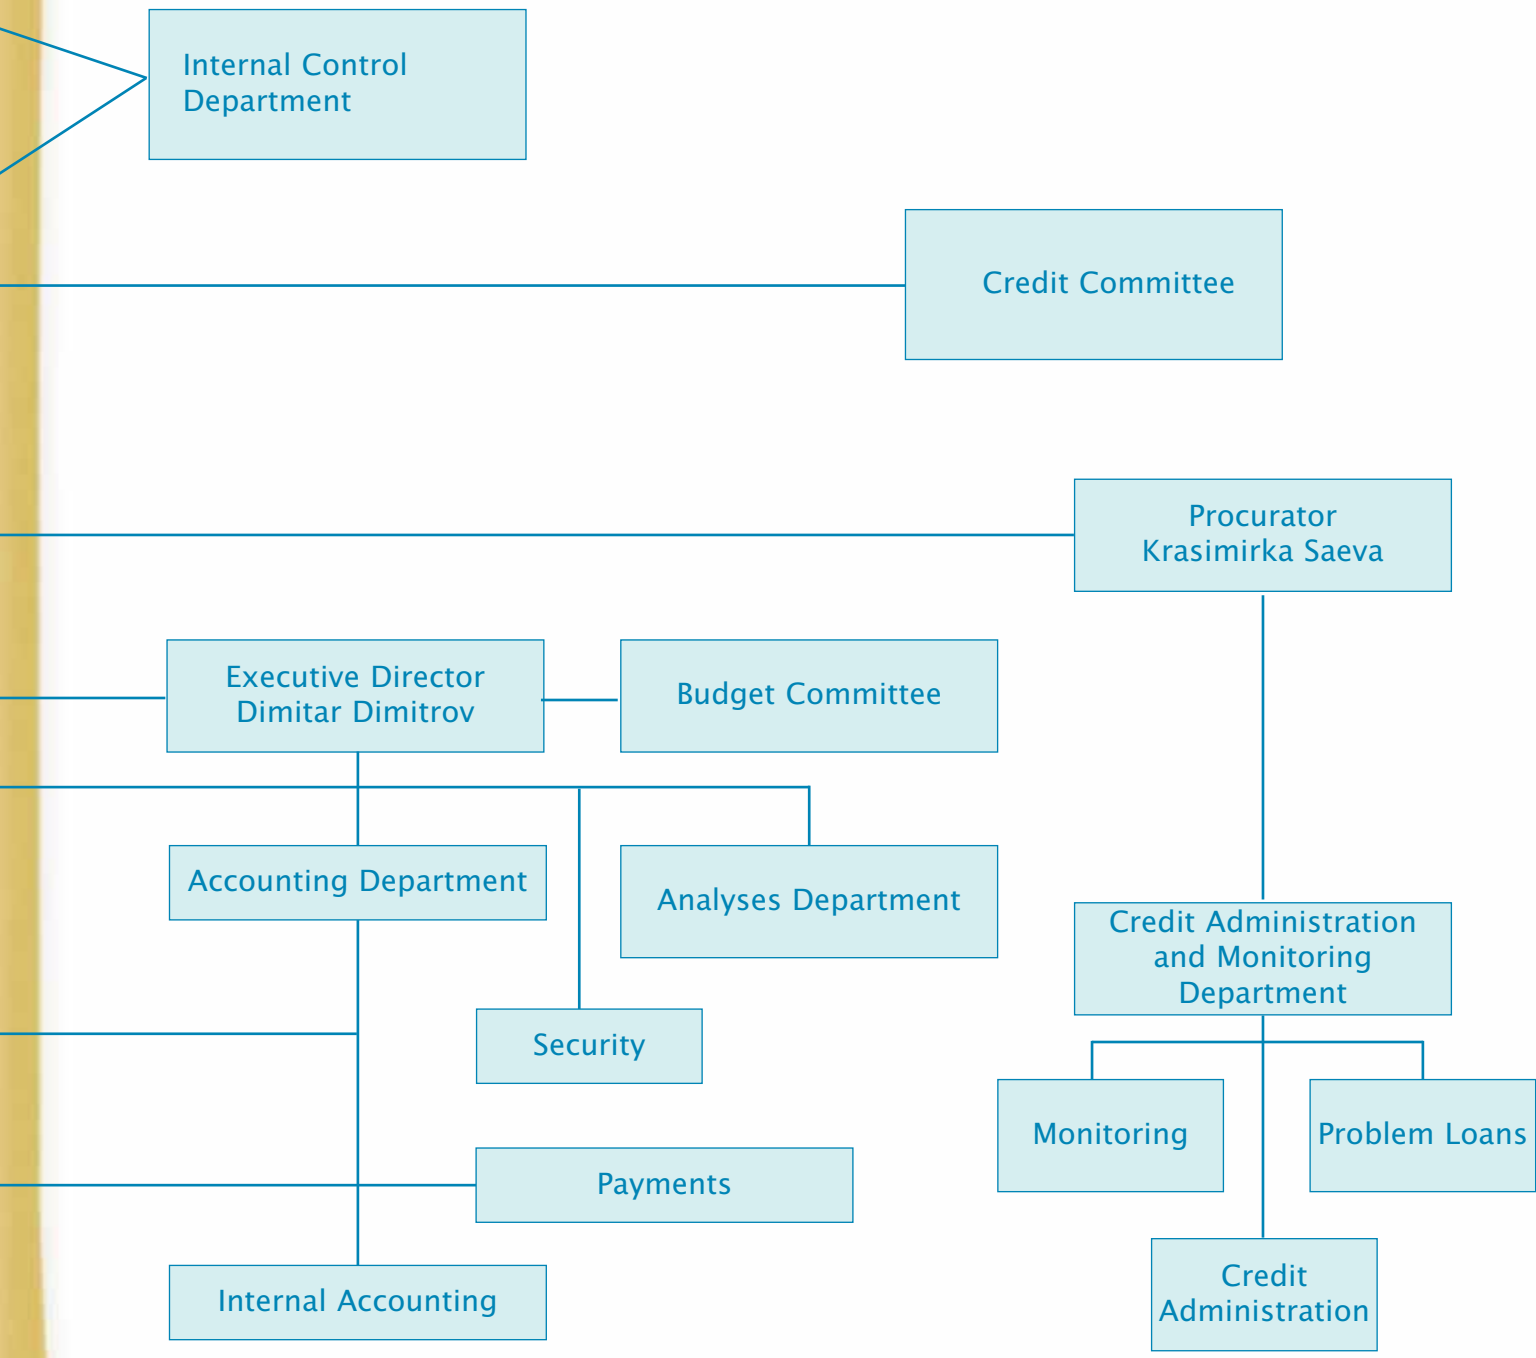 Internal Control
Department
Credit Committee
Procurator
Krasimirka Saeva
Executive Director
Dimitar Dimitrov
Budget Committee
Accounting Department
Analyses Department
Credit Administration
and Monitoring
Department
Security
Monitoring
Problem Loans
Payments
Credit
Administration
Internal Accounting